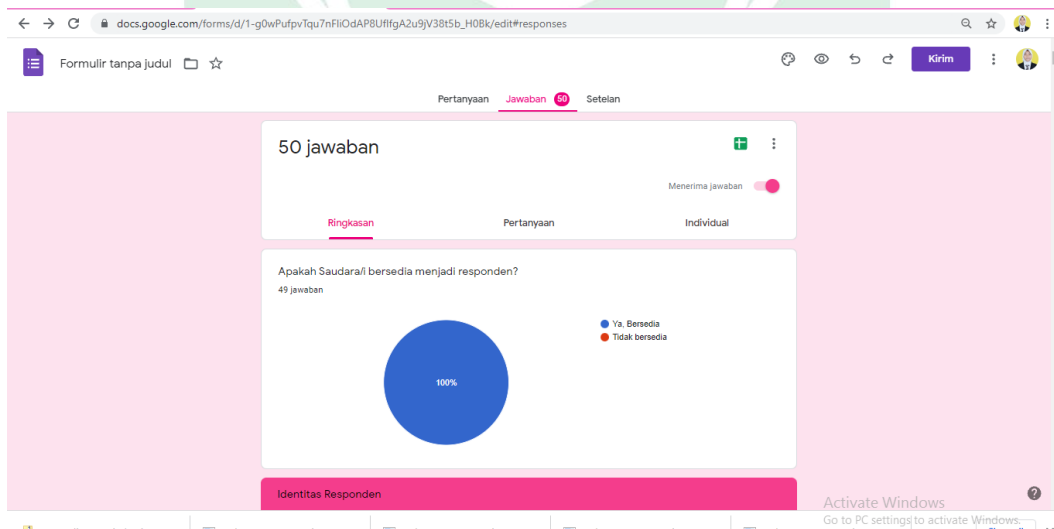 docs.google.com/forms/d/1-g0wPufpvTqu7nFliOdAP8UflfgA2u9jV38t5b_H0Bk/edit#responses
Formulir tanpa judul
Kirim
Pertanyaan Jawaban 50 Setelan
50 jawaban
Menerima jawaban
Ringkasan Pertanyaan Individual
Apakah Saudara/i bersedia menjadi responden?
49 jawaban
Ya, Bersedia
Tidak bersedia
100%
Identitas Responden
Activate Windows
Go to PC settings to activate Windows.